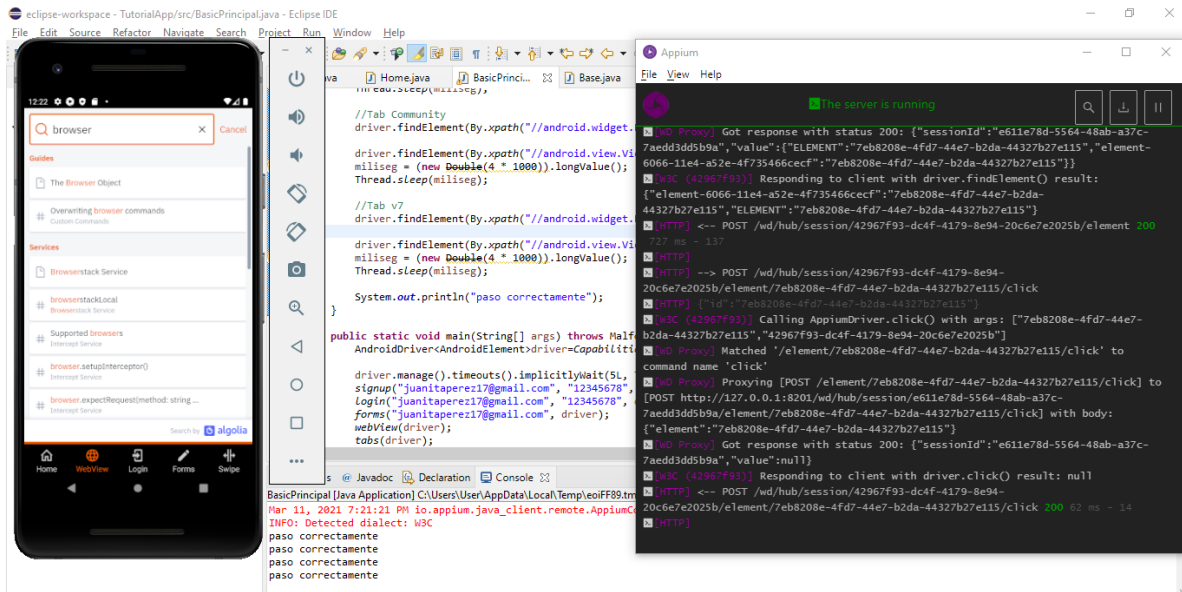 eclipse-workspace - TutorialApp/src/BasicPrincipal.java - Eclipse IDE
File Edit Source Refactor Navigate Search Project Run Window Help
12:22
browser
Cancel
Guides
The Browser Object
Overwriting browser commands
Custom Commands
Services
Browserstack Service
browserstackLocal
Browserstack Service
Supported browsers
Intercept Service
browser.setupInterceptor()
Intercept Service
browser.expectRequest(method: string ...
Intercept Service
Search by algolia
Home WebView Login Forms Swipe
Home.java BasicPrinci... Base.java
Thread.sleep(miliseg);
//Tab Community
driver.findElement(By.xpath("//android.widget.
driver.findElement(By.xpath("//android.view.Vi
miliseg = (new Double(4 * 1000)).longValue();
Thread.sleep(miliseg);
//Tab v7
driver.findElement(By.xpath("//android.widget.
driver.findElement(By.xpath("//android.view.Vi
miliseg = (new Double(4 * 1000)).longValue();
Thread.sleep(miliseg);
System.out.println("paso correctamente");
}
public static void main(String[] args) throws Malf
AndroidDriver<AndroidElement>driver=Capabiliti
driver.manage().timeouts().implicitlyWait(5L,
signup("juanitaperez17@gmail.com", "12345678",
login("juanitaperez17@gmail.com", "12345678",
forms("juanitaperez17@gmail.com", driver);
webView(driver);
tabs(driver);
@ Javadoc Declaration Console
BasicPrincipal [Java Application] C:\Users\User\AppData\Local\Temp\eoiFF89.tm
Mar 11, 2021 7:21:21 PM io.appium.java_client.remote.AppiumCo
INFO: Detected dialect: W3C
paso correctamente
paso correctamente
paso correctamente
paso correctamente
Appium
File View Help
The server is running
[WD Proxy] Got response with status 200: {"sessionId":"e611e78d-5564-48ab-a37c-
7aedd3dd5b9a","value":{"ELEMENT":"7eb8208e-4fd7-44e7-b2da-44327b27e115","element-
6066-11e4-a52e-4f735466cecf":"7eb8208e-4fd7-44e7-b2da-44327b27e115"}}
[W3C (42967f93)] Responding to client with driver.findElement() result:
{"element-6066-11e4-a52e-4f735466cecf":"7eb8208e-4fd7-44e7-b2da-
44327b27e115","ELEMENT":"7eb8208e-4fd7-44e7-b2da-44327b27e115"}
[HTTP] <-- POST /wd/hub/session/42967f93-dc4f-4179-8e94-20c6e7e2025b/element 200
727 ms - 137
[HTTP]
[HTTP] --> POST /wd/hub/session/42967f93-dc4f-4179-8e94-
20c6e7e2025b/element/7eb8208e-4fd7-44e7-b2da-44327b27e115/click
[HTTP] {"id":"7eb8208e-4fd7-44e7-b2da-44327b27e115"}
[W3C (42967f93)] Calling AppiumDriver.click() with args: ["7eb8208e-4fd7-44e7-
b2da-44327b27e115","42967f93-dc4f-4179-8e94-20c6e7e2025b"]
[WD Proxy] Matched '/element/7eb8208e-4fd7-44e7-b2da-44327b27e115/click' to
command name 'click'
[WD Proxy] Proxying [POST /element/7eb8208e-4fd7-44e7-b2da-44327b27e115/click] to
[POST http://127.0.0.1:8201/wd/hub/session/e611e78d-5564-48ab-a37c-
7aedd3dd5b9a/element/7eb8208e-4fd7-44e7-b2da-44327b27e115/click] with body:
{"element":"7eb8208e-4fd7-44e7-b2da-44327b27e115"}
[WD Proxy] Got response with status 200: {"sessionId":"e611e78d-5564-48ab-a37c-
7aedd3dd5b9a","value":null}
[W3C (42967f93)] Responding to client with driver.click() result: null
[HTTP] <-- POST /wd/hub/session/42967f93-dc4f-4179-8e94-
20c6e7e2025b/element/7eb8208e-4fd7-44e7-b2da-44327b27e115/click 200 62 ms - 14
[HTTP]